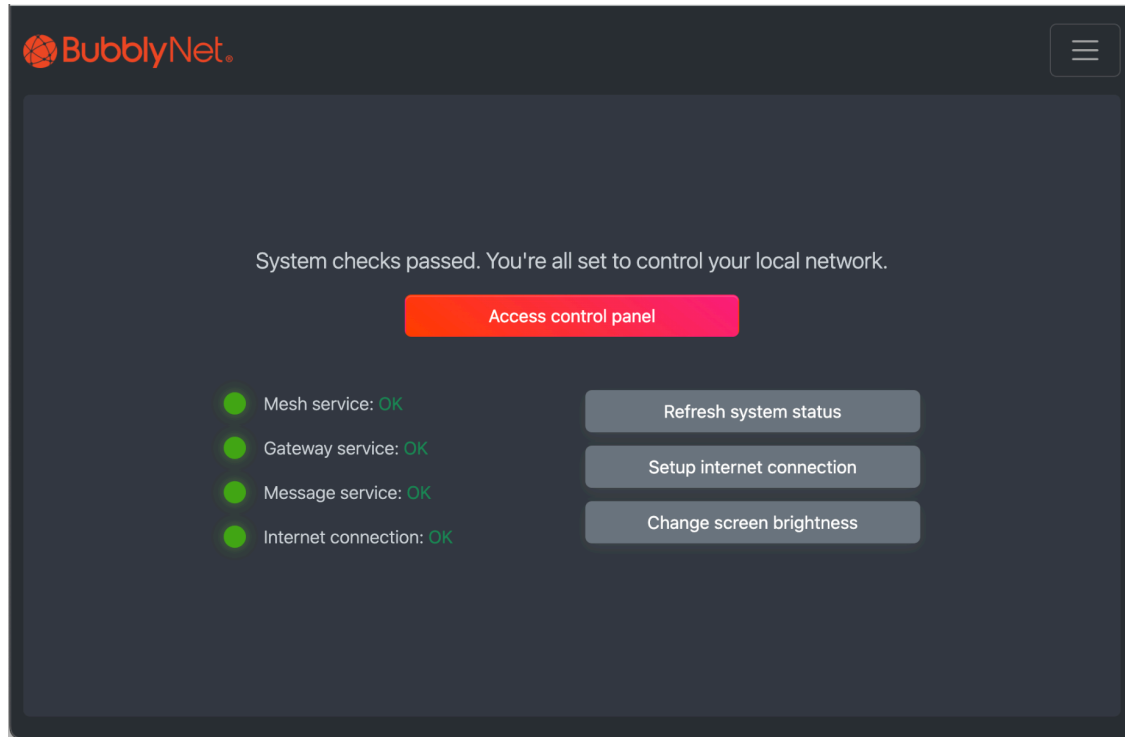 BubblyNet®
System checks passed. You're all set to control your local network.
Access control panel
Mesh service: OK
Gateway service: OK
Message service: OK
Internet connection: OK
Refresh system status
Setup internet connection
Change screen brightness